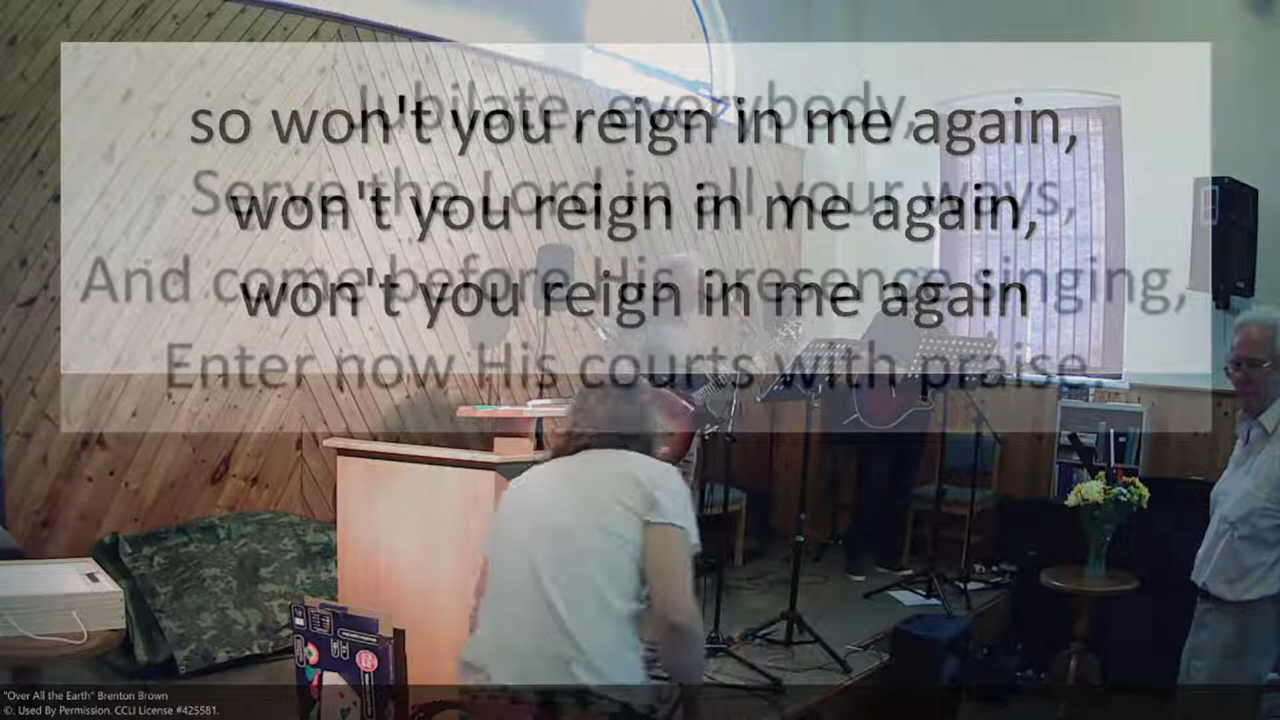 Jubilate, everybody,
so won't you reign in me again,
Serve the Lord in all your ways,
won't you reign in me again,
And come before His presence singing,
won't you reign in me again
Enter now His courts with praise.
"Over All the Earth" Brenton Brown
©. Used By Permission. CCLI License #425581.